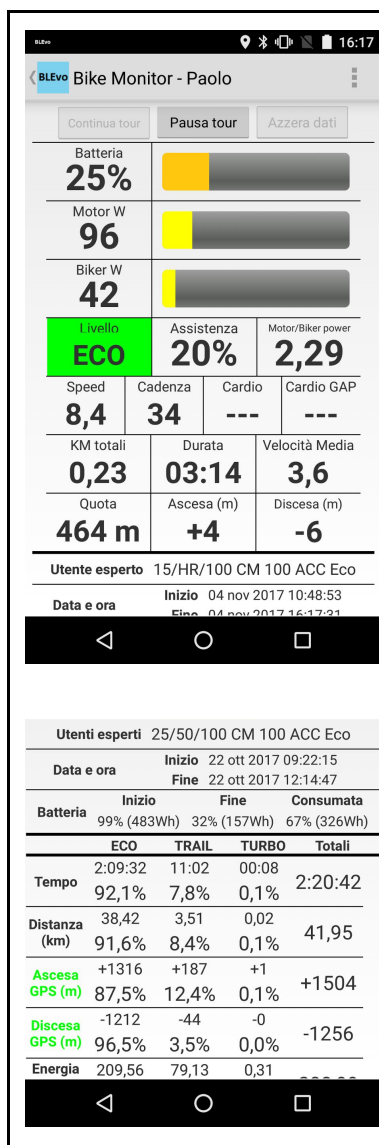 BLEvo 16:17
BLEvo Bike Monitor - Paolo
Continua tour Pausa tour Azzera dati
Batteria
25%
Motor W
96
Biker W
42
Livello Assistenza Motor/Biker power
ECO 20% 2,29
Speed Cadenza Cardio Cardio GAP
8,4 34 --- ---
KM totali Durata Velocità Media
0,23 03:14 3,6
Quota Ascesa (m) Discesa (m)
464 m +4 -6
Utente esperto 15/HR/100 CM 100 ACC Eco
Data e ora Inizio 04 nov 2017 10:48:53
Fine 04 nov 2017 16:17:31
Utenti esperti 25/50/100 CM 100 ACC Eco
Data e ora Inizio 22 ott 2017 09:22:15
Fine 22 ott 2017 12:14:47
Batteria Inizio Fine Consumata
99% (483Wh) 32% (157Wh) 67% (326Wh)
ECO TRAIL TURBO Totali
Tempo 2:09:32 11:02 00:08 2:20:42
92,1% 7,8% 0,1%
Distanza (km) 38,42 3,51 0,02 41,95
91,6% 8,4% 0,1%
Ascesa GPS (m) +1316 +187 +1 +1504
87,5% 12,4% 0,1%
Discesa GPS (m) -1212 -44 -0 -1256
96,5% 3,5% 0,0%
Energia 209,56 79,13 0,31